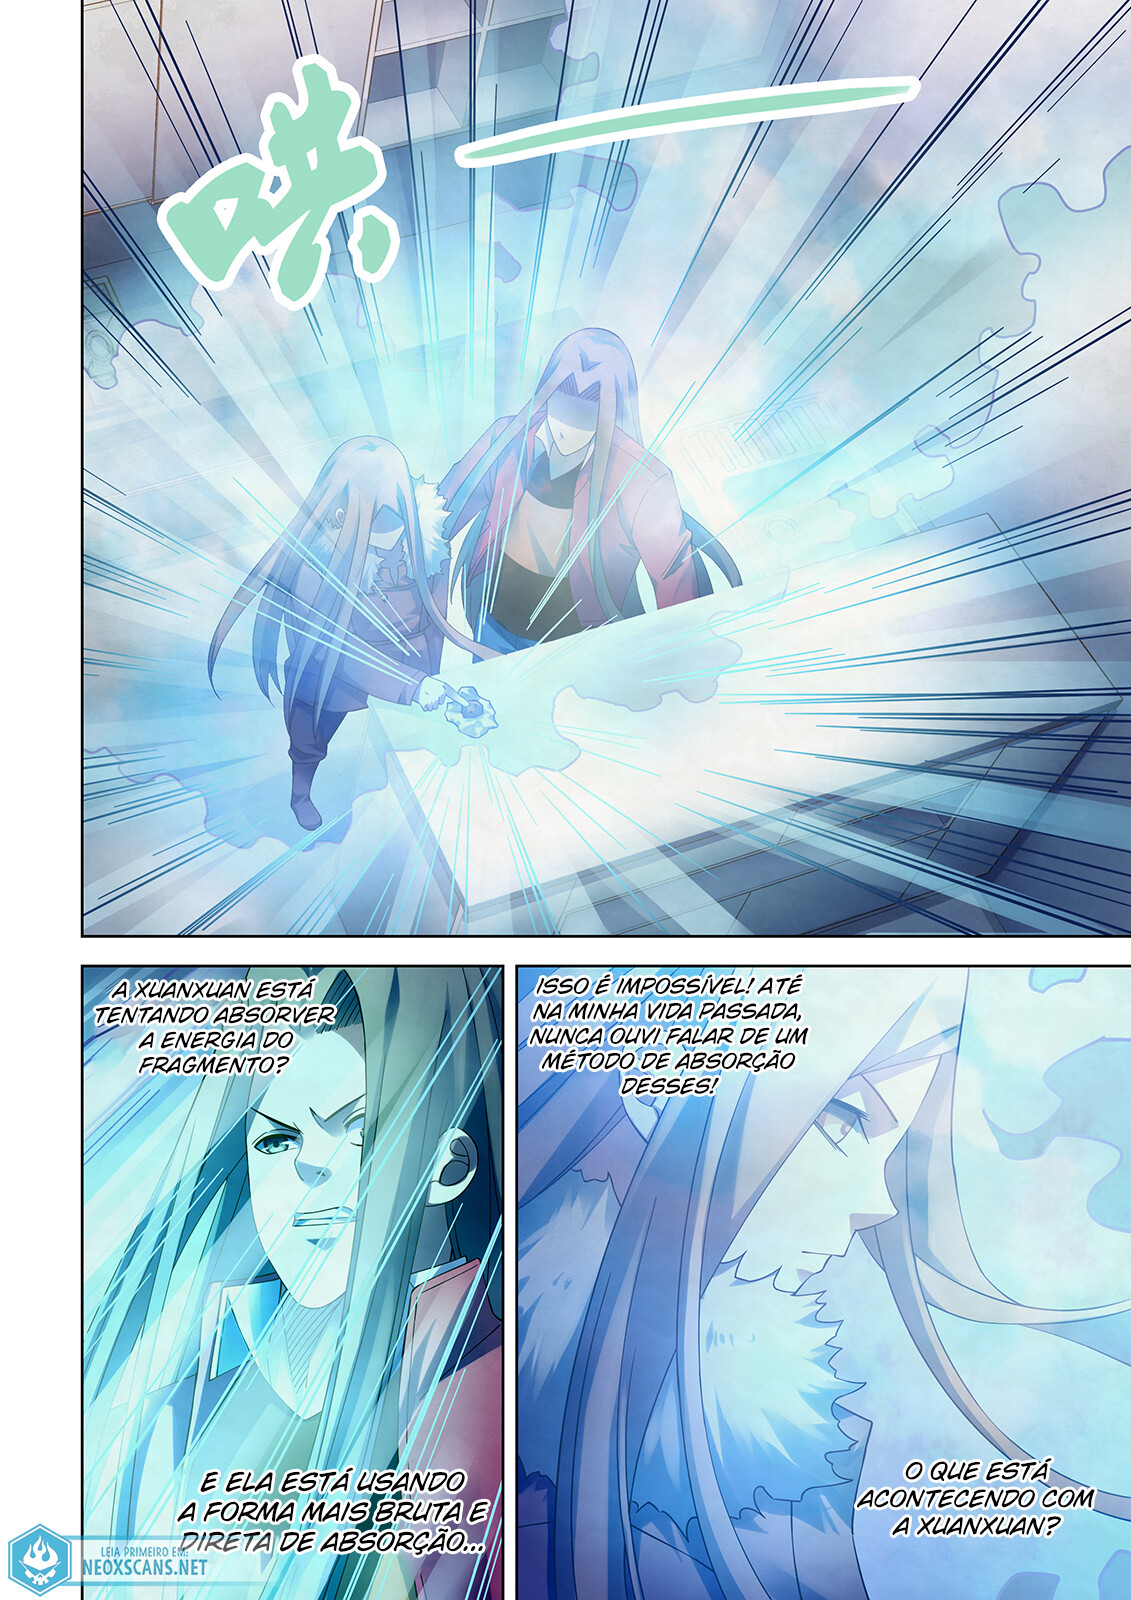 哄
A XUANXUAN ESTÁ
TENTANDO ABSORVER
A ENERGIA DO
FRAGMENTO?
E ELA ESTÁ USANDO
A FORMA MAIS BRUTA E
DIRETA DE ABSORÇÃO...
ISSO É IMPOSSÍVEL! ATÉ
NA MINHA VIDA PASSADA,
NUNCA OUVI FALAR DE UM
MÉTODO DE ABSORÇÃO
DESSES!
O QUE ESTÁ
ACONTECENDO COM
A XUANXUAN?
LEIA PRIMEIRO EM:
NEOXSCANS.NET